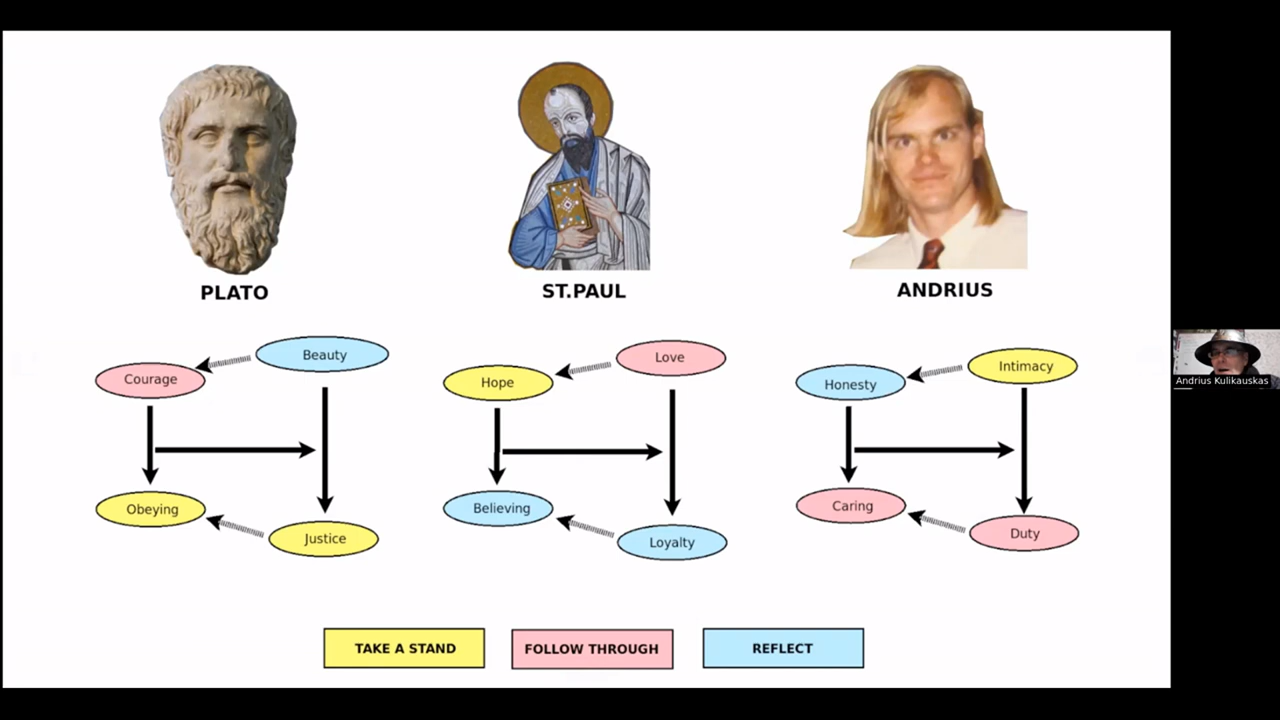 PLATO
ST.PAUL
ANDRIUS
Beauty
Courage
Obeying
Justice
Love
Hope
Believing
Loyalty
Intimacy
Honesty
Caring
Duty
TAKE A STAND
FOLLOW THROUGH
REFLECT
Andrius Kulikauskas